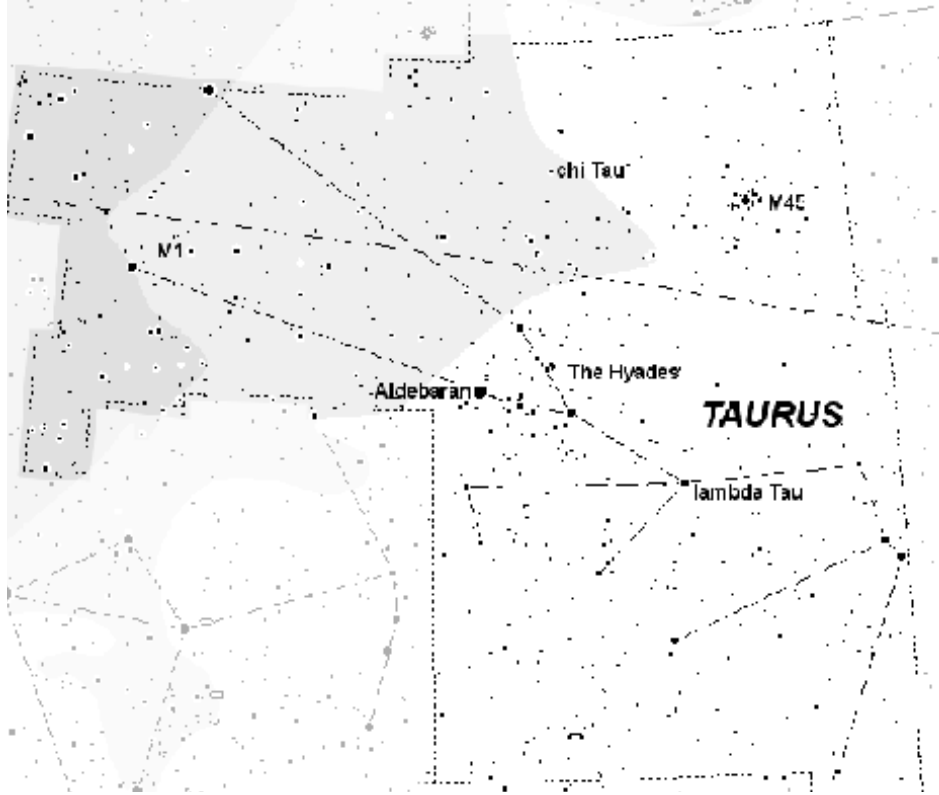 chi Tau
M45
M1
The Hyades
Aldebaran
TAURUS
lambda Tau